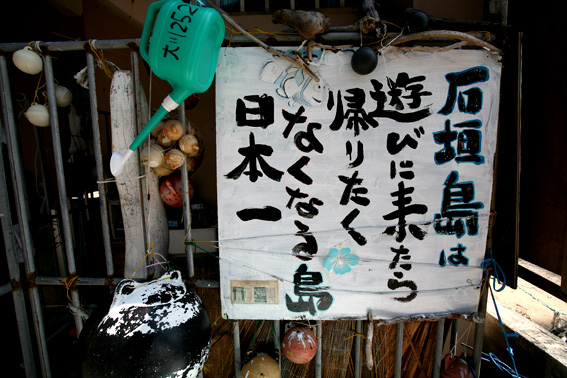 石垣島は
遊びに来たら
帰りたく
なくなる島
日本一
大川252